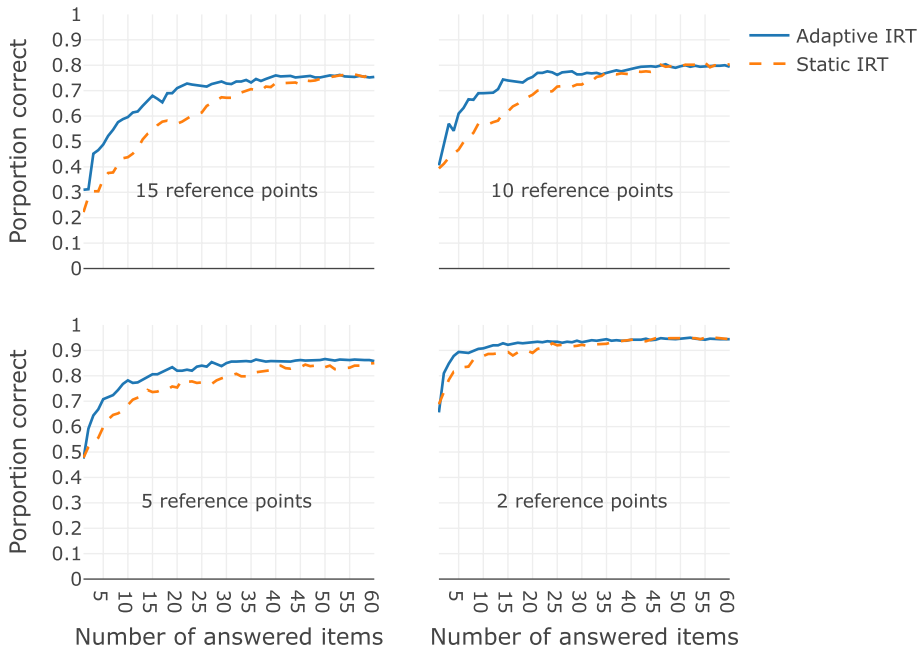 Porportion correct
1
0.9
0.8
0.7
0.6
0.5
0.4
0.3
0.2
0.1
0
15 reference points
10 reference points
Adaptive IRT
Static IRT
Porportion correct
1
0.9
0.8
0.7
0.6
0.5
0.4
0.3
0.2
0.1
0
5 reference points
2 reference points
5 10 15 20 25 30 35 40 45 50 55 60
5 10 15 20 25 30 35 40 45 50 55 60
Number of answered items
Number of answered items